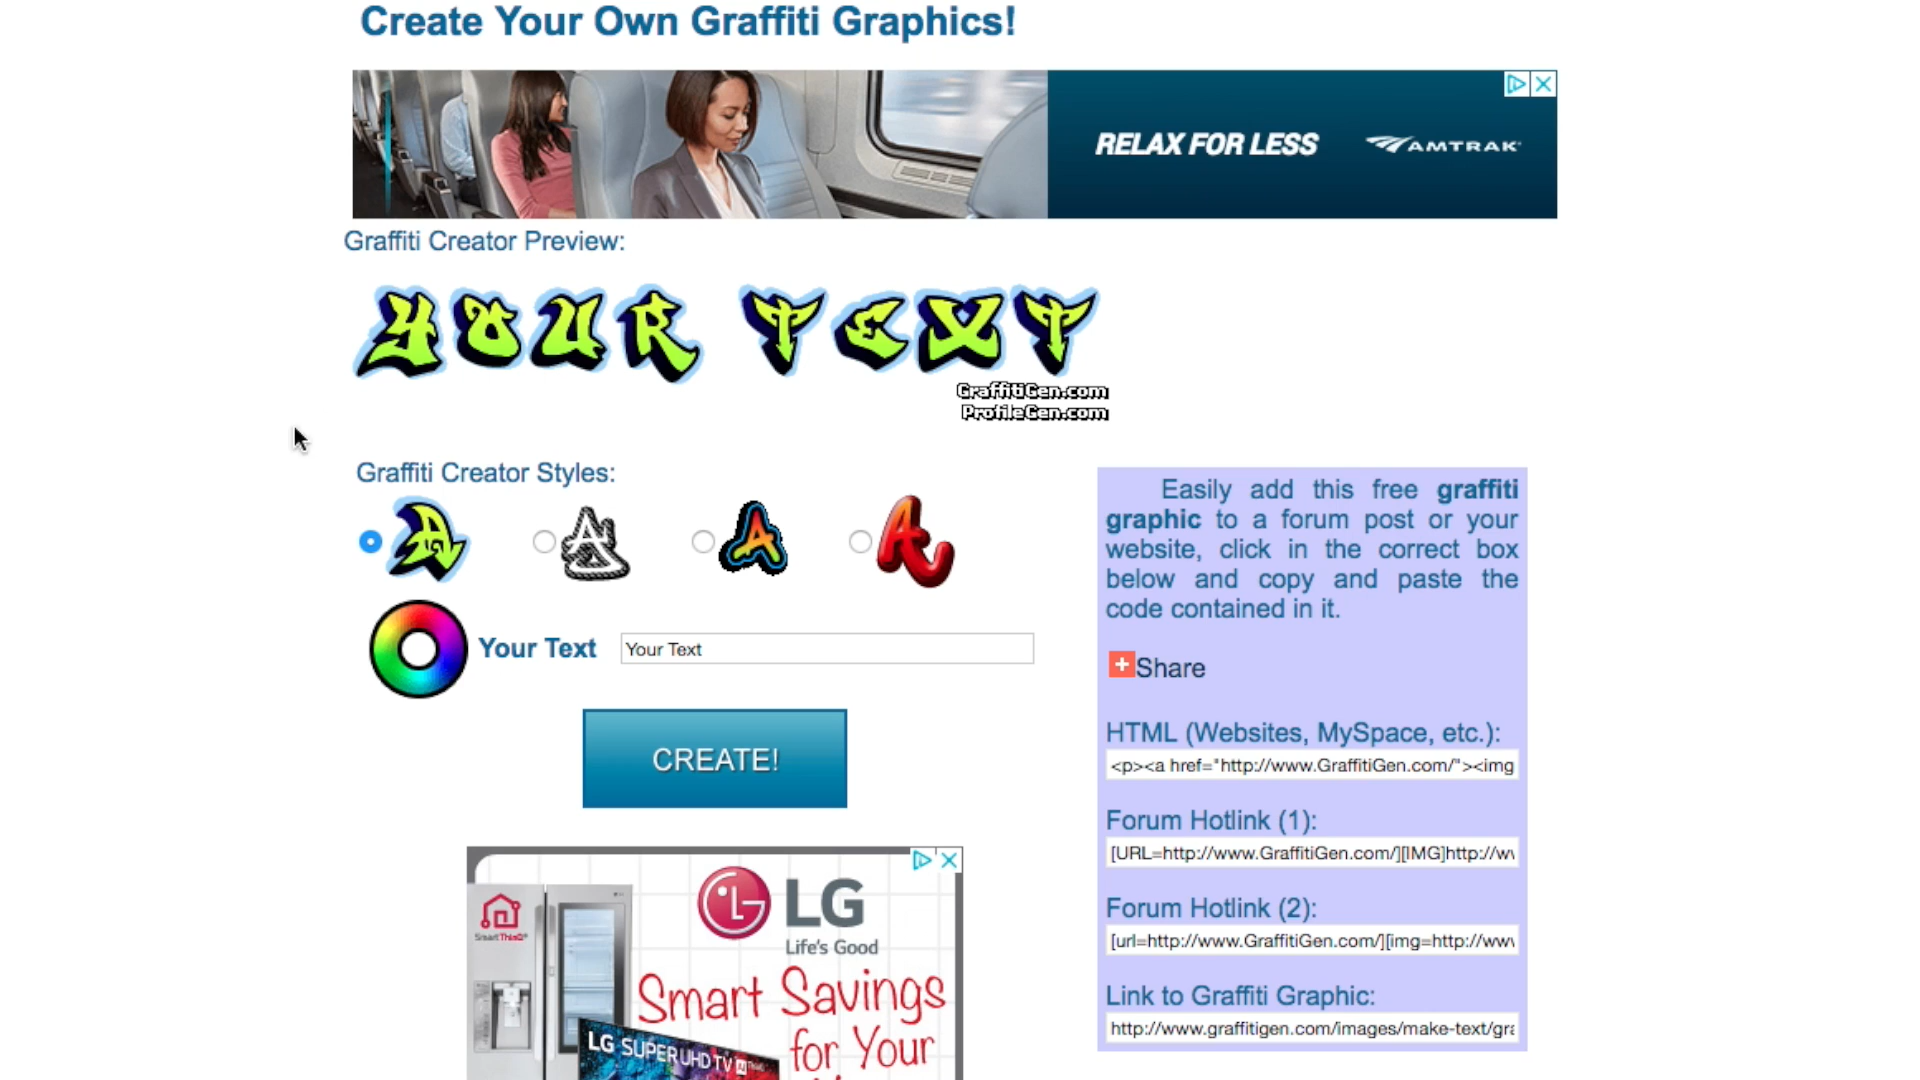 Create Your Own Graffiti Graphics!
RELAX FOR LESS
AMTRAK
Graffiti Creator Preview:
YOUR TEXT
GraffitiGen.com
ProfileGen.com
Graffiti Creator Styles:
A
A
A
A
Your Text
Your Text
CREATE!
LG
Life's Good
SmartThinQ
Smart Savings
for Your
LG SUPER UHD TV
Easily add this free graffiti
graphic to a forum post or your
website, click in the correct box
below and copy and paste the
code contained in it.
Share
HTML (Websites, MySpace, etc.):
<p><a href="http://www.GraffitiGen.com/"><img
Forum Hotlink (1):
[URL=http://www.GraffitiGen.com/][IMG]http://w
Forum Hotlink (2):
[url=http://www.GraffitiGen.com/][img=http://ww
Link to Graffiti Graphic:
http://www.graffitigen.com/images/make-text/gra